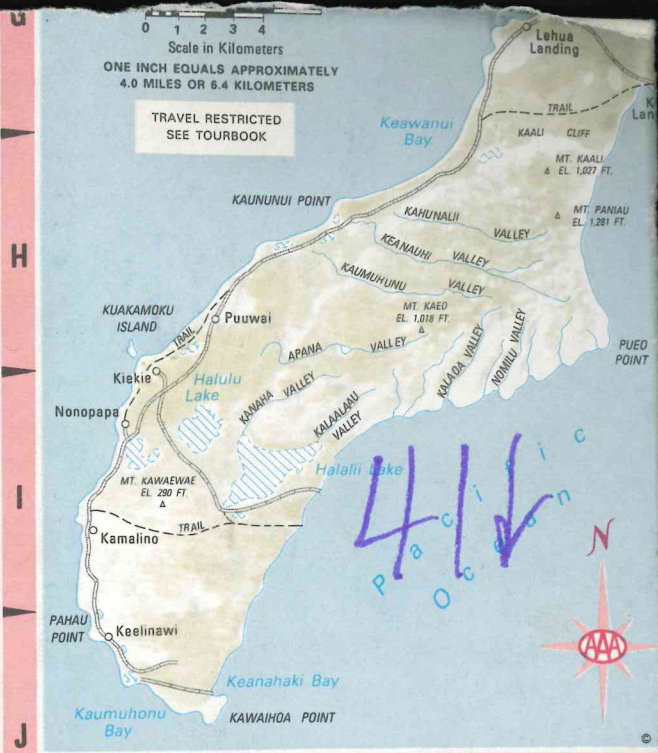 G
0 1 2 3 4
Scale in Kilometers
ONE INCH EQUALS APPROXIMATELY
4.0 MILES OR 6.4 KILOMETERS
TRAVEL RESTRICTED
SEE TOURBOOK
Lehua
Landing
TRAIL
Keawanui
Bay
KAALI CLIFF
MT. KAALI
EL. 1,027 FT.
KAUNUNUI POINT
MT. PANIAU
EL. 1,281 FT.
KAHUNALII VALLEY
H
KEANAUHI VALLEY
KAUMUHUNU VALLEY
MT. KAEO
EL. 1,018 FT.
KUAKAMOKU
ISLAND
TRAIL
Puuwai
APANA VALLEY
KALAOA VALLEY
NOMILU VALLEY
PUEO
POINT
Kiekie
Halulu
Lake
KANAHA VALLEY
Nonopapa
KALAALAAU
VALLEY
Halalii Lake
MT. KAWAEWAE
EL. 290 FT.
I
41↓
Pacific
Ocean
TRAIL
Kamalino
N
AAA
PAHAU
POINT
Keelinawi
Keanahaki Bay
Kaumuhonu
Bay
KAWAIHOA POINT
J
©